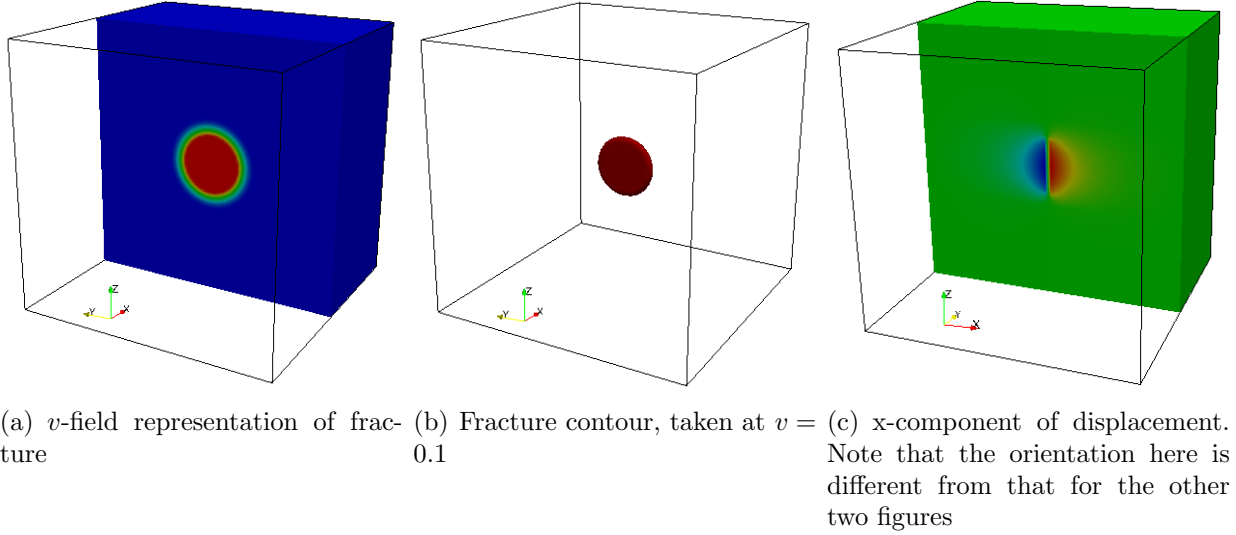 Z
Y
X
Z
Y
X
Z
Y
X
(a) v-field representation of frac-
ture
(b) Fracture contour, taken at v =
0.1
(c) x-component of displacement.
Note that the orientation here is
different from that for the other
two figures